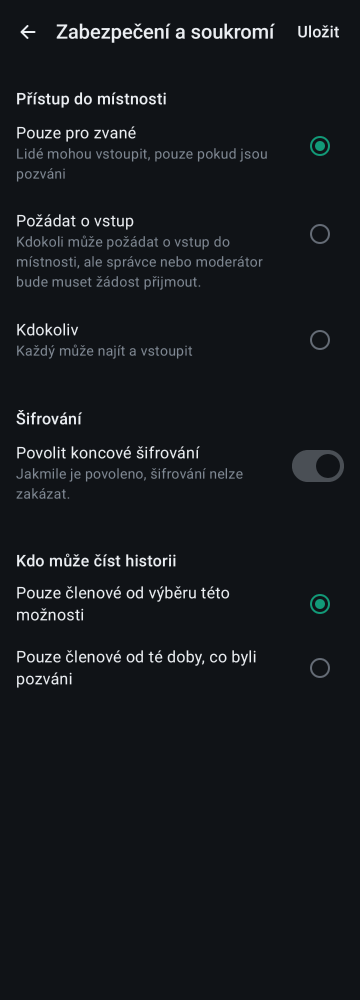 Zabezpečení a soukromí
Uložit
Přístup do místnosti
Pouze pro zvané
Lidé mohou vstoupit, pouze pokud jsou
pozváni
Požádat o vstup
Kdokoli může požádat o vstup do
místnosti, ale správce nebo moderátor
bude muset žádost přijmout.
Kdokoliv
Každý může najít a vstoupit
Šifrování
Povolit koncové šifrování
Jakmile je povoleno, šifrování nelze
zakázat.
Kdo může číst historii
Pouze členové od výběru této
možnosti
Pouze členové od té doby, co byli
pozváni